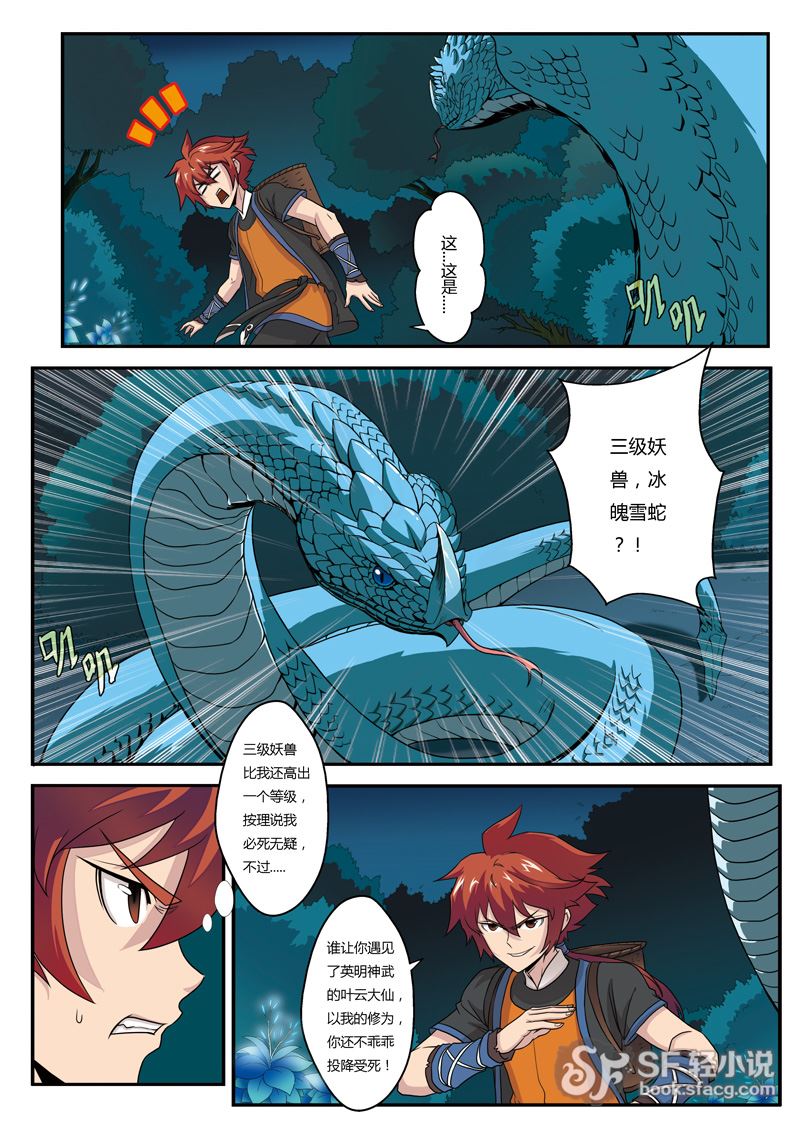 这...这是......
叽叽
三级妖
兽，冰
魄雪蛇
？！
叽叽
三级妖兽
比我还高出
一个等级，
按理说我
必死无疑，
不过.....
谁让你遇见
了英明神武
的叶云大仙，
以我的修为，
你还不乖乖
投降受死！
SF轻小说
book.sfacg.com